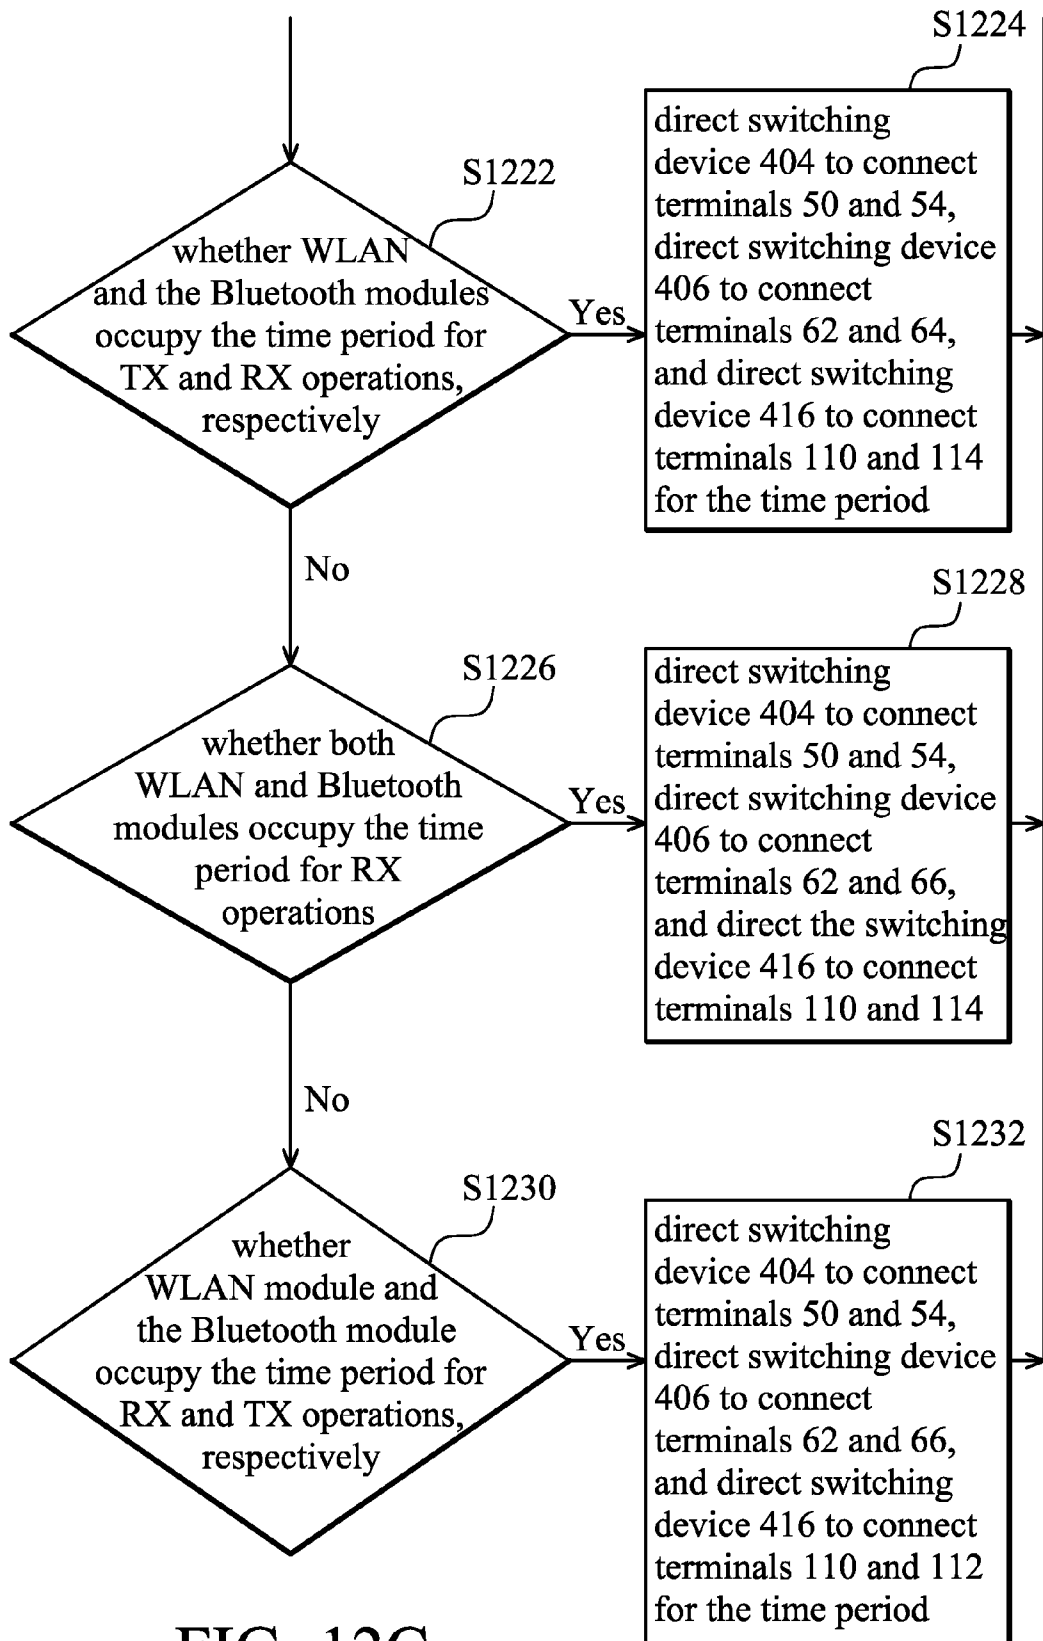 S1224
direct switching
device 404 to connect
terminals 50 and 54,
direct switching device
406 to connect
terminals 62 and 64,
and direct switching
device 416 to connect
terminals 110 and 114
for the time period
S1222
whether WLAN
and the Bluetooth modules
occupy the time period for
TX and RX operations,
respectively
Yes
No
S1228
direct switching
device 404 to connect
terminals 50 and 54,
direct switching device
406 to connect
terminals 62 and 66,
and direct the switching
device 416 to connect
terminals 110 and 114
S1226
whether both
WLAN and Bluetooth
modules occupy the time
period for RX
operations
Yes
No
S1232
direct switching
device 404 to connect
terminals 50 and 54,
direct switching device
406 to connect
terminals 62 and 66,
and direct switching
device 416 to connect
terminals 110 and 112
for the time period
S1230
whether
WLAN module and
the Bluetooth module
occupy the time period for
RX and TX operations,
respectively
Yes
FIG. 12C